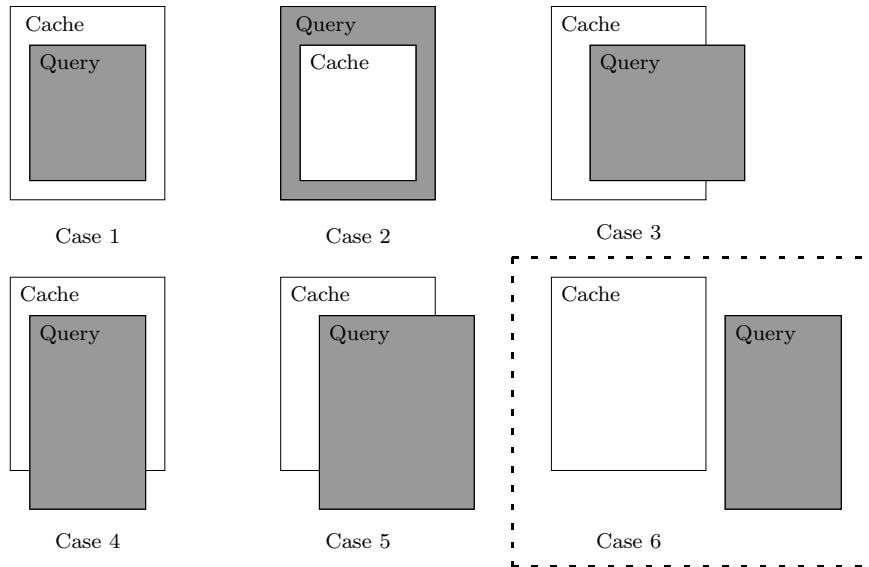 Cache
Query
Case 1
Query
Cache
Case 2
Cache
Query
Case 3
Cache
Query
Case 4
Cache
Query
Case 5
Cache
Query
Case 6